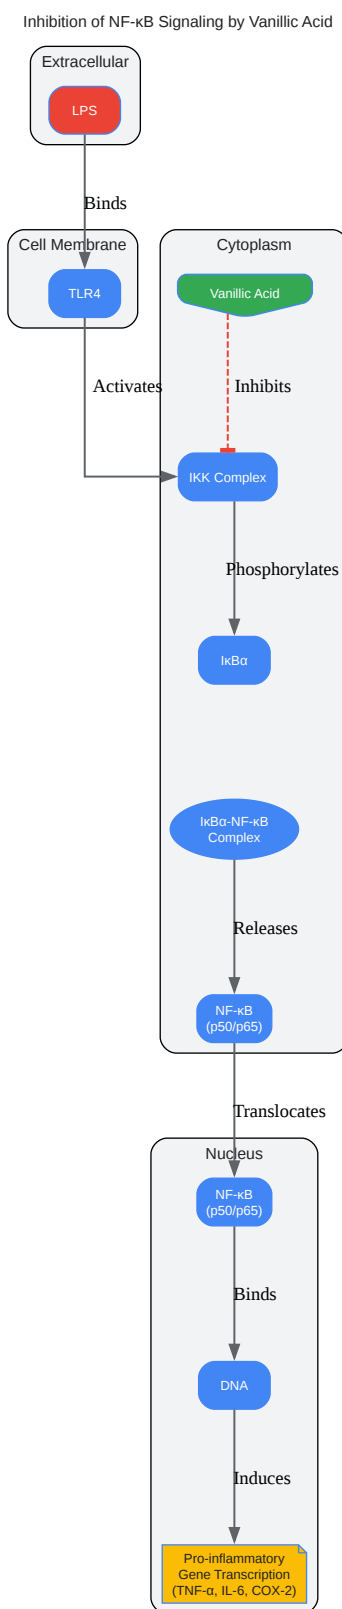 Inhibition of NF-κB Signaling by Vanillic Acid
Extracellular
LPS
Binds
Cell Membrane
TLR4
Cytoplasm
Vanillic Acid
Activates
Inhibits
IKK Complex
Phosphorylates
IκBα
IκBα-NF-κB
Complex
Releases
NF-κB
(p50/p65)
Translocates
Nucleus
NF-κB
(p50/p65)
Binds
DNA
Induces
Pro-inflammatory
Gene Transcription
(TNF-α, IL-6, COX-2)